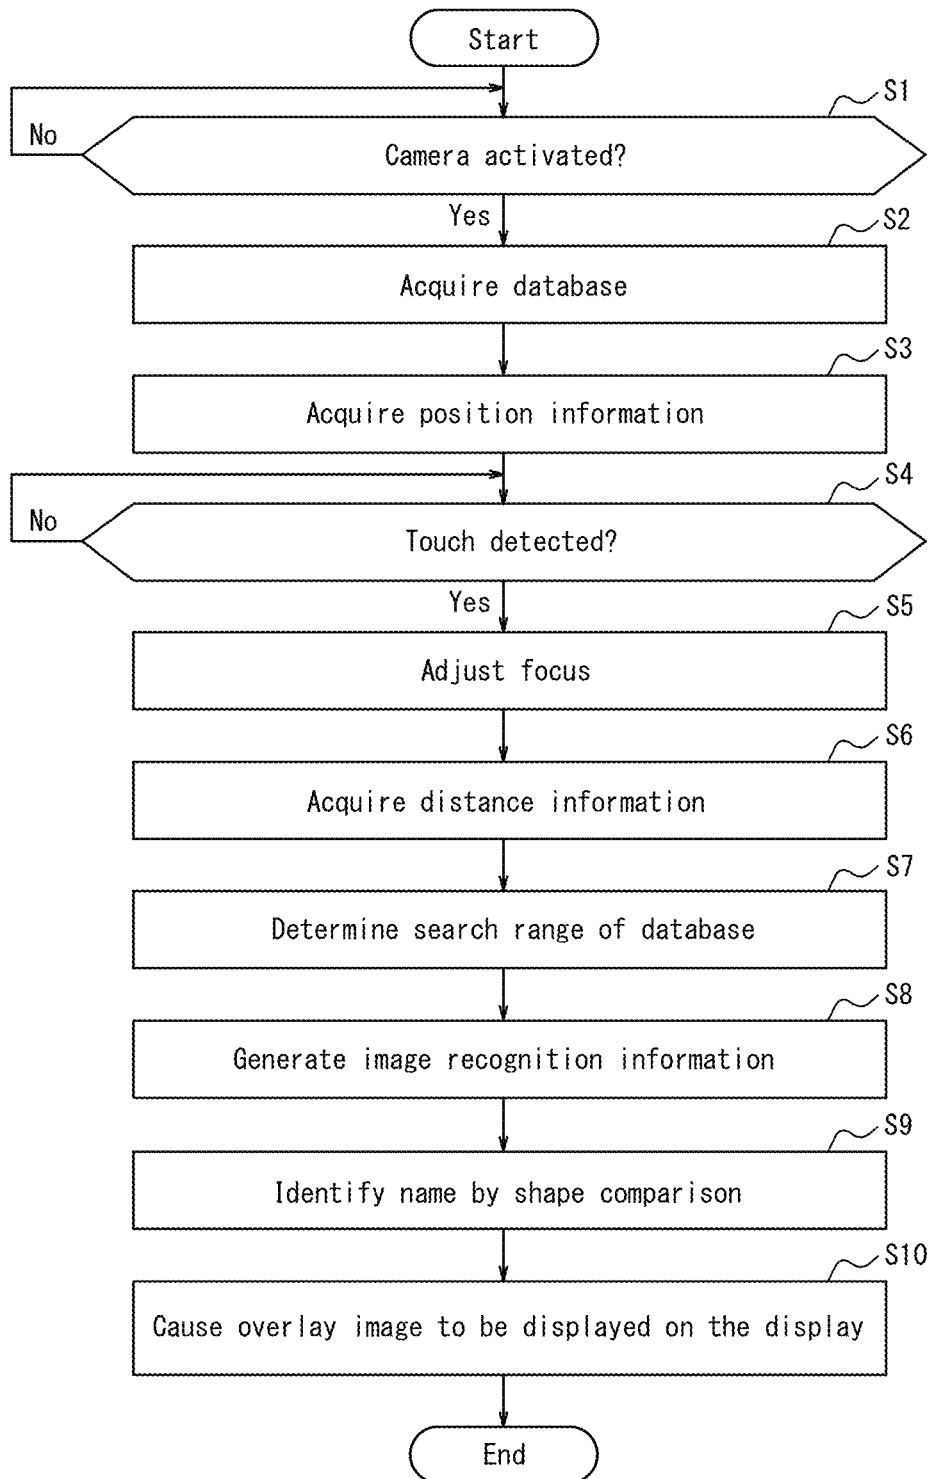 Start
S1
No
Camera activated?
Yes
S2
Acquire database
S3
Acquire position information
S4
No
Touch detected?
Yes
S5
Adjust focus
S6
Acquire distance information
S7
Determine search range of database
S8
Generate image recognition information
S9
Identify name by shape comparison
S10
Cause overlay image to be displayed on the display
End